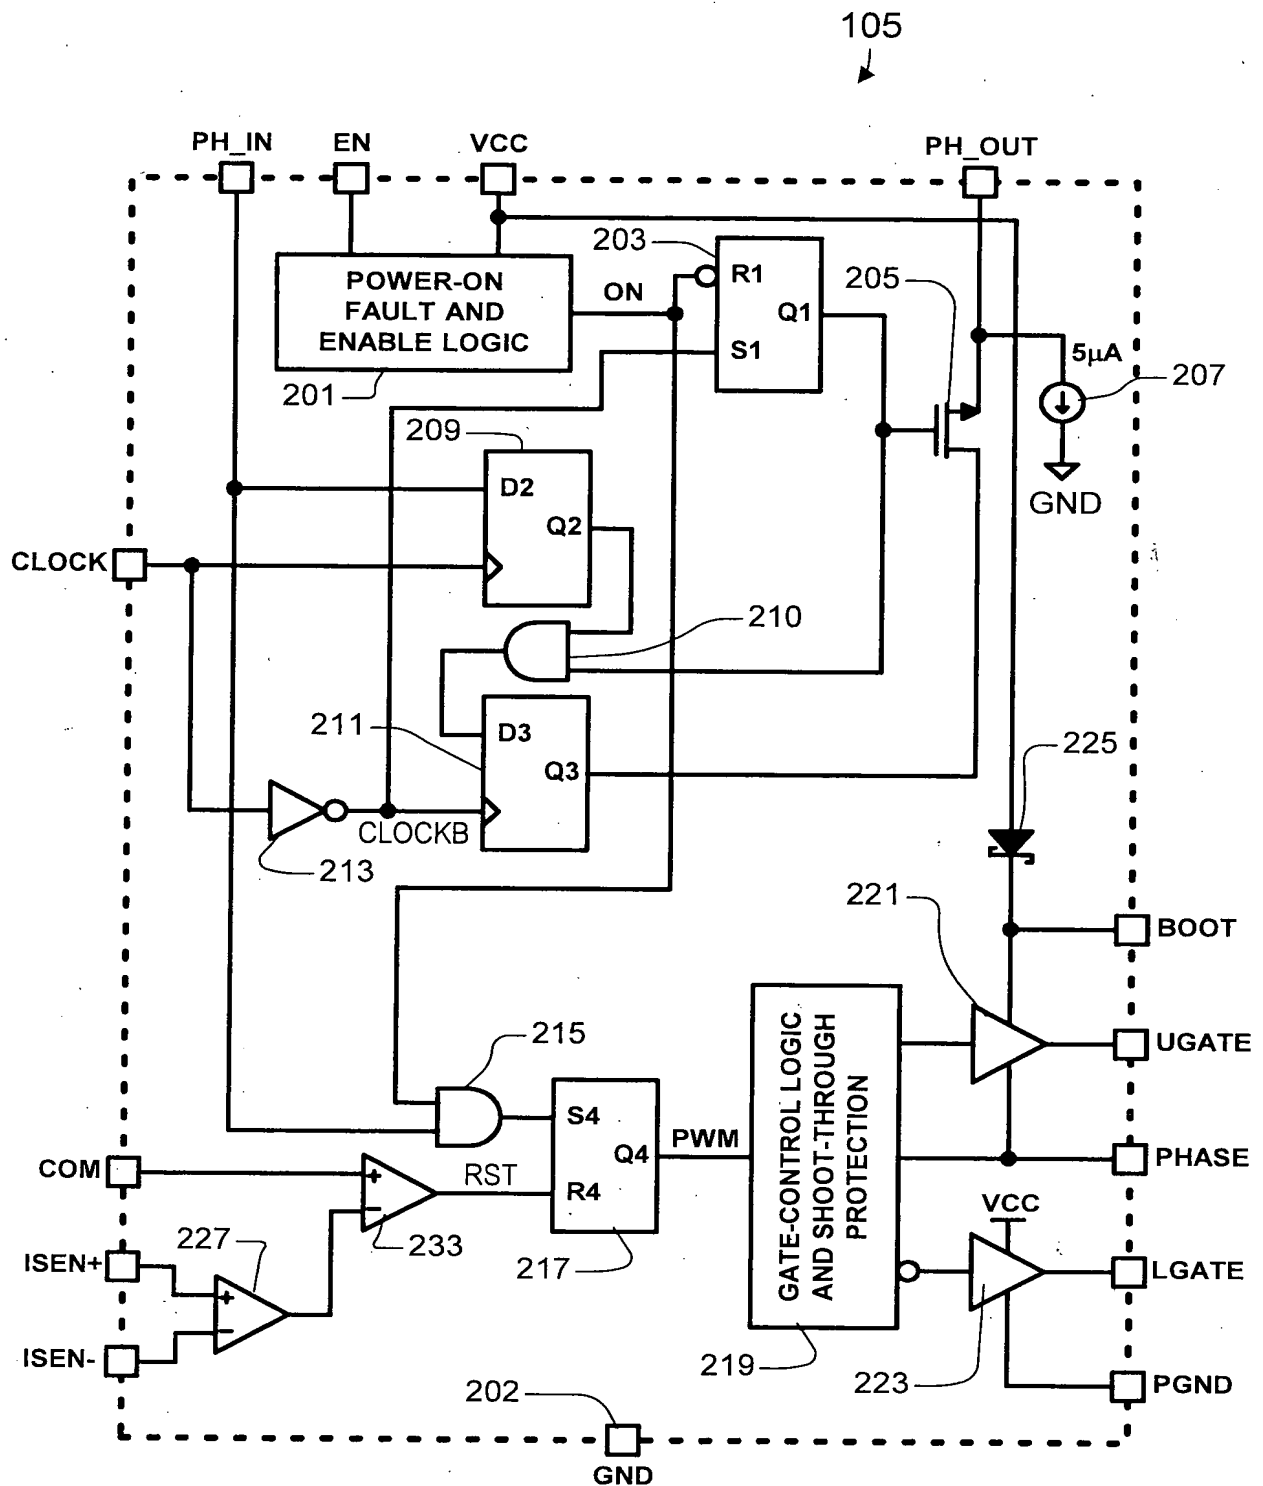 105
PH_IN
EN
VCC
PH_OUT
203
R1
Q1
S1
205
POWER-ON
FAULT AND
ENABLE LOGIC
ON
201
5μA
207
GND
209
D2
Q2
CLOCK
210
211
D3
Q3
225
213
CLOCKB
221
BOOT
215
UGATE
S4
Q4
R4
PWM
GATE-CONTROL LOGIC
AND SHOOT-THROUGH
PROTECTION
PHASE
COM
+
−
RST
233
217
VCC
227
ISEN+
+
−
ISEN-
LGATE
219
223
PGND
202
GND